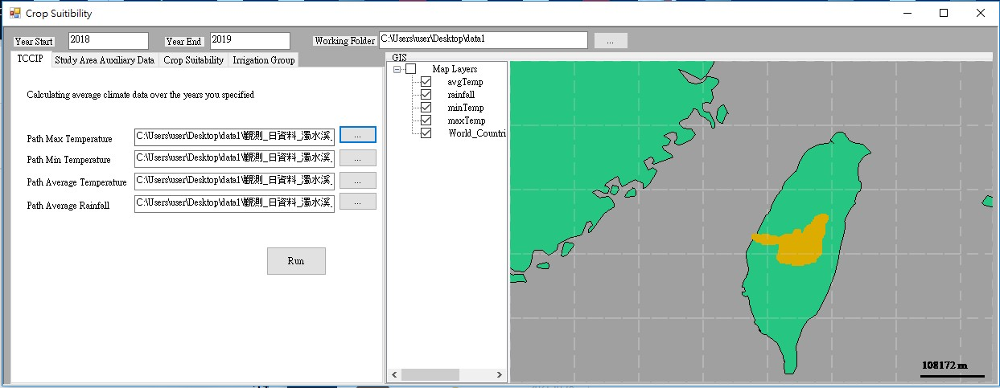 Crop Suitibility
Year Start 2018 Year End 2019 Working Folder C:\Users\user\Desktop\data1 ...
TCCIP Study Area Auxiliary Data Crop Suitability Irrigation Group
GIS
Map Layers
avgTemp
rainfall
minTemp
maxTemp
World_Countri
Calculating average climate data over the years you specified
Path Max Temperature C:\Users\user\Desktop\data1\觀測_日資料_濁水溪_ ...
Path Min Temperature C:\Users\user\Desktop\data1\觀測_日資料_濁水溪_ ...
Path Average Temperature C:\Users\user\Desktop\data1\觀測_日資料_濁水溪_ ...
Path Average Rainfall C:\Users\user\Desktop\data1\觀測_日資料_濁水溪_ ...
Run
108172 m